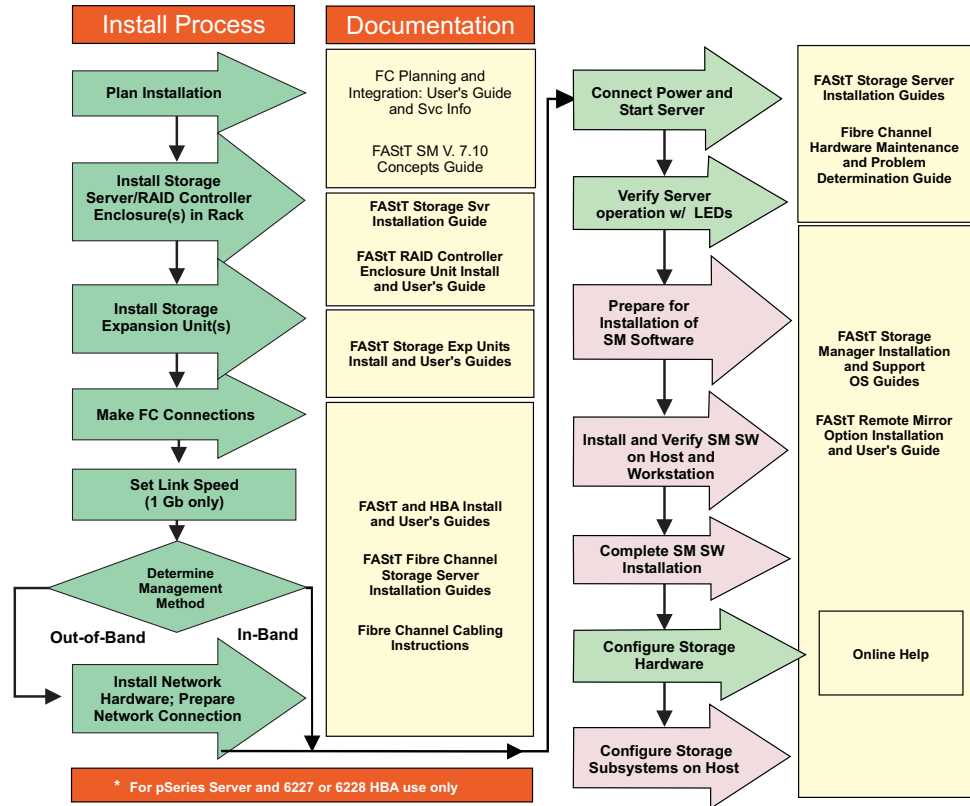 Install Process
Plan Installation
Install Storage
Server/RAID Controller
Enclosure(s) in Rack
Install Storage
Expansion Unit(s)
Make FC Connections
Set Link Speed
(1 Gb only)
Determine
Management
Method
Out-of-Band
In-Band
Install Network
Hardware; Prepare
Network Connection
Documentation
FC Planning and
Integration: User's Guide
and Svc Info
FAStT SM V. 7.10
Concepts Guide
FAStT Storage Svr
Installation Guide
FAStT RAID Controller
Enclosure Unit Install
and User's Guide
FAStT Storage Exp Units
Install and User's Guides
FAStT and HBA Install
and User's Guides
FAStT Fibre Channel
Storage Server
Installation Guides
Fibre Channel Cabling
Instructions
* For pSeries Server and 6227 or 6228 HBA use only
Connect Power and
Start Server
Verify Server
operation w/ LEDs
Prepare for
Installation of
SM Software
Install and Verify SM SW
on Host and
Workstation
Complete SM SW
Installation
Configure Storage
Hardware
Configure Storage
Subsystems on Host
FAStT Storage Server
Installation Guides
Fibre Channel
Hardware Maintenance
and Problem
Determination Guide
FAStT Storage
Manager Installation
and Support
OS Guides
FAStT Remote Mirror
Option Installation
and User's Guide
Online Help